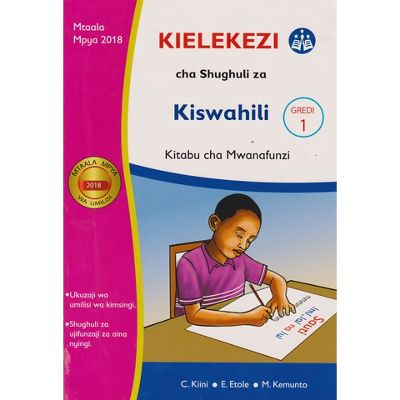 Mtaala
Mpya 2018
KIELEKEZI
cha Shughuli za
Kiswahili
GREDI
1
Kitabu cha Mwanafunzi
MTAALA MPYA
2018
WA UMILISI
• Ukuzaji wa
umilisi wa kimsingi.
• Shughuli za
ujifunzaji za aina
nyingi.
Sauti
C. Kiini • E. Etole • M. Kemunto